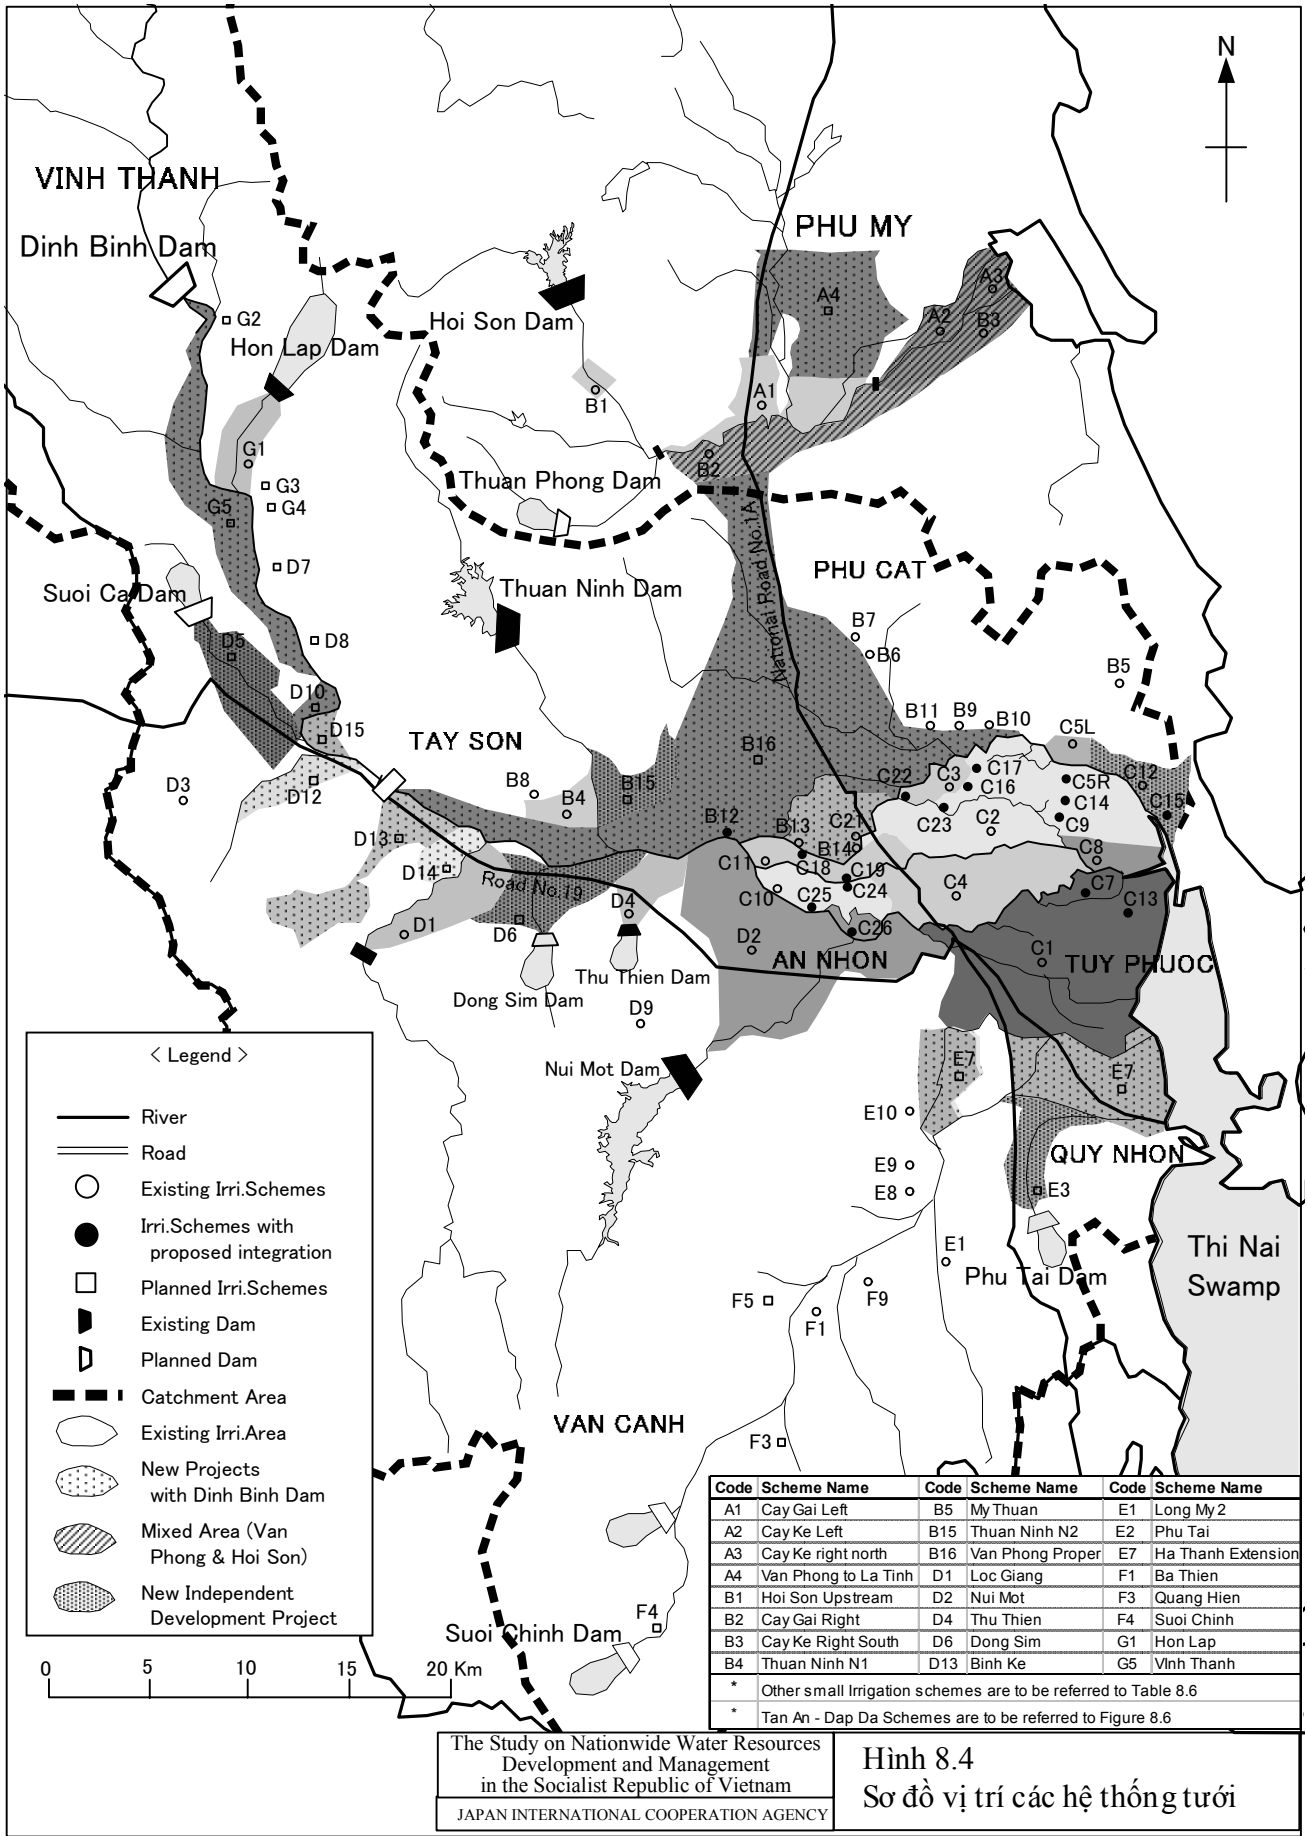 N
VINH THANH
Dinh Binh Dam
PHU MY
A3
A4
A2
B3
G2
Hon Lap Dam
Hoi Son Dam
A1
B1
G1
B2
G3
Thuan Phong Dam
G5
G4
National Road No.1A
D7
PHU CAT
Suoi Ca Dam
Thuan Ninh Dam
D5
D8
B7
B6
B5
D10
D15
B11
B9
B10
C5L
TAY SON
B16
C17
D3
D12
B8
B15
C22
C3
C16
C5R
C12
B4
C14
C15
D13
B12
B13
C21
C23
C2
C9
B14
C8
C11
C18
C19
D14
Road No.19
C10
C25
C24
C4
C7
C13
D1
D6
D4
D2
C26
AN NHON
C1
TUY PHUOC
Thu Thien Dam
Dong Sim Dam
D9
Nui Mot Dam
E7
E7
E10
QUY NHON
E9
E8
E3
E1
Thi Nai
Swamp
Phu Tai Dam
F5
F9
F1
VAN CANH
F3
F4
Suoi Chinh Dam
< Legend >
River
Road
Existing Irri.Schemes
Irri.Schemes with
proposed integration
Planned Irri.Schemes
Existing Dam
Planned Dam
Catchment Area
Existing Irri.Area
New Projects
with Dinh Binh Dam
Mixed Area (Van
Phong & Hoi Son)
New Independent
Development Project
0 5 10 15 20 Km
Code Scheme Name Code Scheme Name Code Scheme Name
A1 Cay Gai Left B5 My Thuan E1 Long My 2
A2 Cay Ke Left B15 Thuan Ninh N2 E2 Phu Tai
A3 Cay Ke right north B16 Van Phong Proper E7 Ha Thanh Extension
A4 Van Phong to La Tinh D1 Loc Giang F1 Ba Thien
B1 Hoi Son Upstream D2 Nui Mot F3 Quang Hien
B2 Cay Gai Right D4 Thu Thien F4 Suoi Chinh
B3 Cay Ke Right South D6 Dong Sim G1 Hon Lap
B4 Thuan Ninh N1 D13 Binh Ke G5 VInh Thanh
* Other small Irrigation schemes are to be referred to Table 8.6
* Tan An - Dap Da Schemes are to be referred to Figure 8.6
The Study on Nationwide Water Resources
Development and Management
in the Socialist Republic of Vietnam
JAPAN INTERNATIONAL COOPERATION AGENCY
Hình 8.4
Sơ đồ vị trí các hệ thống tưới